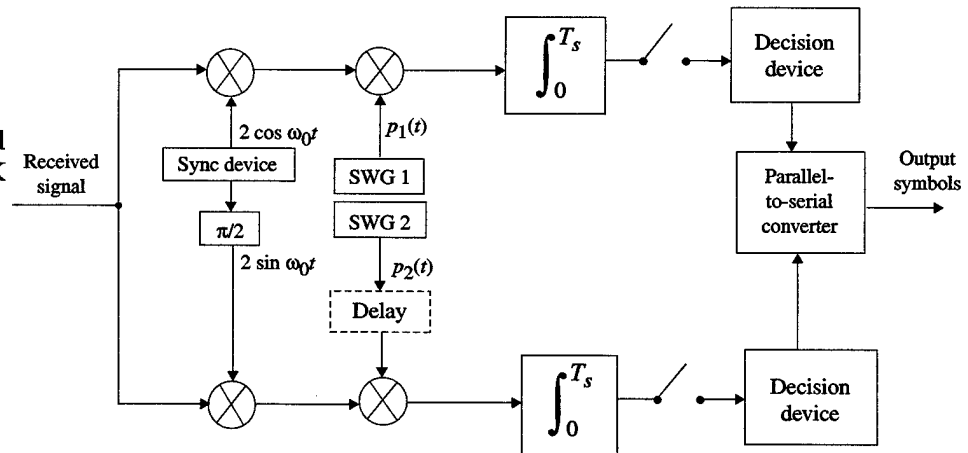 Received
signal
2 cos ω₀t
Sync device
π/2
2 sin ω₀t
p₁(t)
SWG 1
SWG 2
p₂(t)
Delay
∫₀ᵀˢ
Decision
device
Parallel-
to-serial
converter
Output
symbols
∫₀ᵀˢ
Decision
device